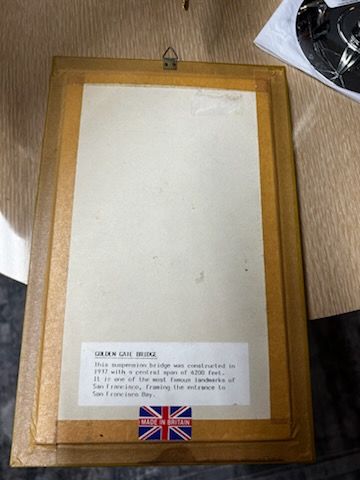 GOLDEN GATE BRIDGE
This suspension bridge was constructed in
1937 with a central span of 4200 feet.
It is one of the most famous landmarks of
San Francisco, framing the entrance to
San Francisco Bay.
MADE IN BRITAIN